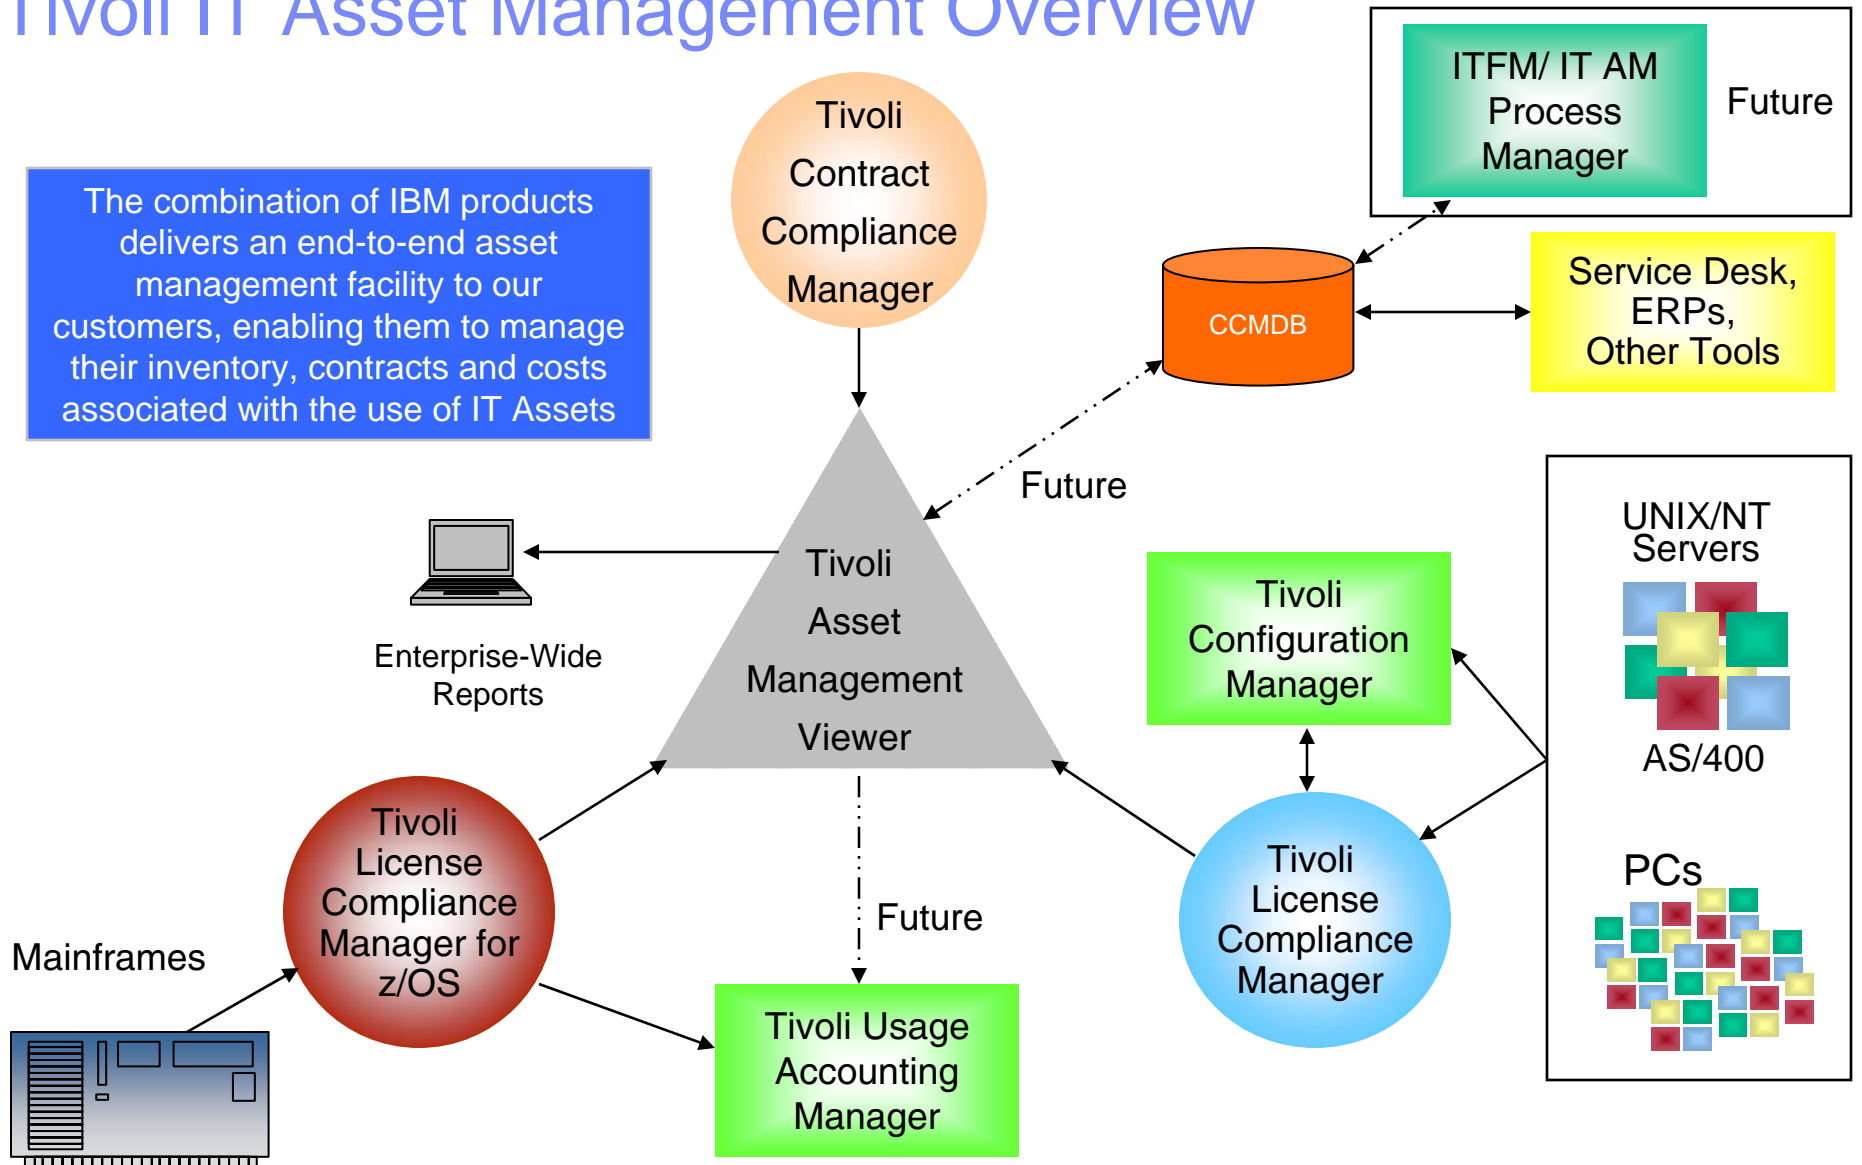 Tivoli IT Asset Management Overview
The combination of IBM products
delivers an end-to-end asset
management facility to our
customers, enabling them to manage
their inventory, contracts and costs
associated with the use of IT Assets
Tivoli
Contract
Compliance
Manager
ITFM/ IT AM
Process
Manager
Future
CCMDB
Service Desk,
ERPs,
Other Tools
Future
Enterprise-Wide
Reports
Tivoli
Asset
Management
Viewer
Tivoli
Configuration
Manager
UNIX/NT
Servers
AS/400
PCs
Tivoli
License
Compliance
Manager for
z/OS
Mainframes
Future
Tivoli Usage
Accounting
Manager
Tivoli
License
Compliance
Manager